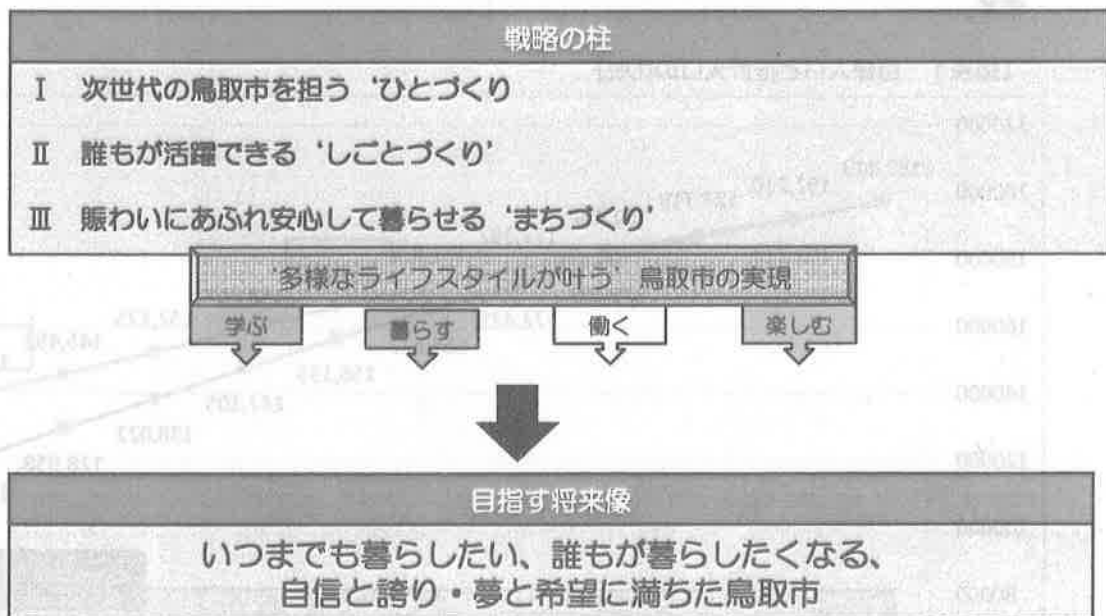 戦略の柱
Ⅰ 次世代の鳥取市を担う ‘ひとづくり
Ⅱ 誰もが活躍できる ‘しごとづくり’
Ⅲ 賑わいにあふれ安心して暮らせる ‘まちづくり’
‘多様なライフスタイルが叶う’ 鳥取市の実現
学ぶ 暮らす 働く 楽しむ
目指す将来像
いつまでも暮らしたい、誰もが暮らしたくなる、
自信と誇り・夢と希望に満ちた鳥取市